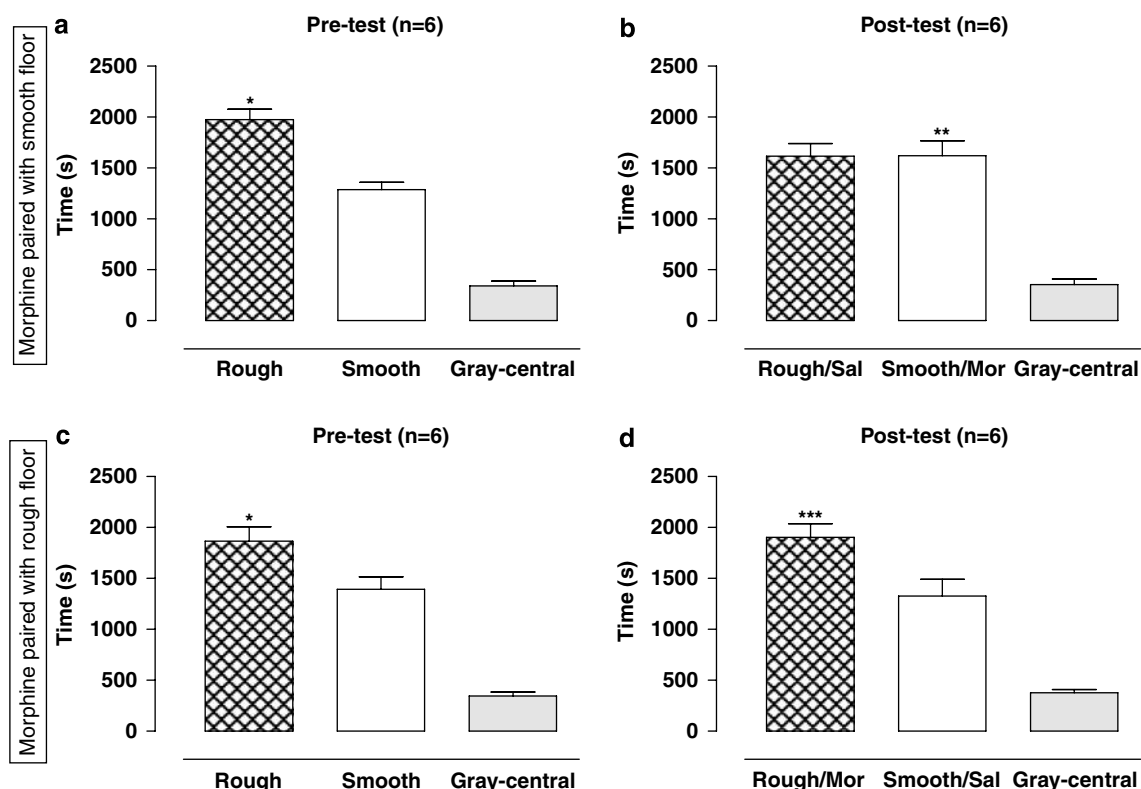 a
Pre-test (n=6)
Morphine paired with smooth floor
Time (s)
2500
2000
1500
1000
500
0
*
Rough Smooth Gray-central
b
Post-test (n=6)
Time (s)
2500
2000
1500
1000
500
0
**
Rough/Sal Smooth/Mor Gray-central
c
Pre-test (n=6)
Morphine paired with rough floor
Time (s)
2500
2000
1500
1000
500
0
*
Rough Smooth Gray-central
d
Post-test (n=6)
Time (s)
2500
2000
1500
1000
500
0
***
Rough/Mor Smooth/Sal Gray-central